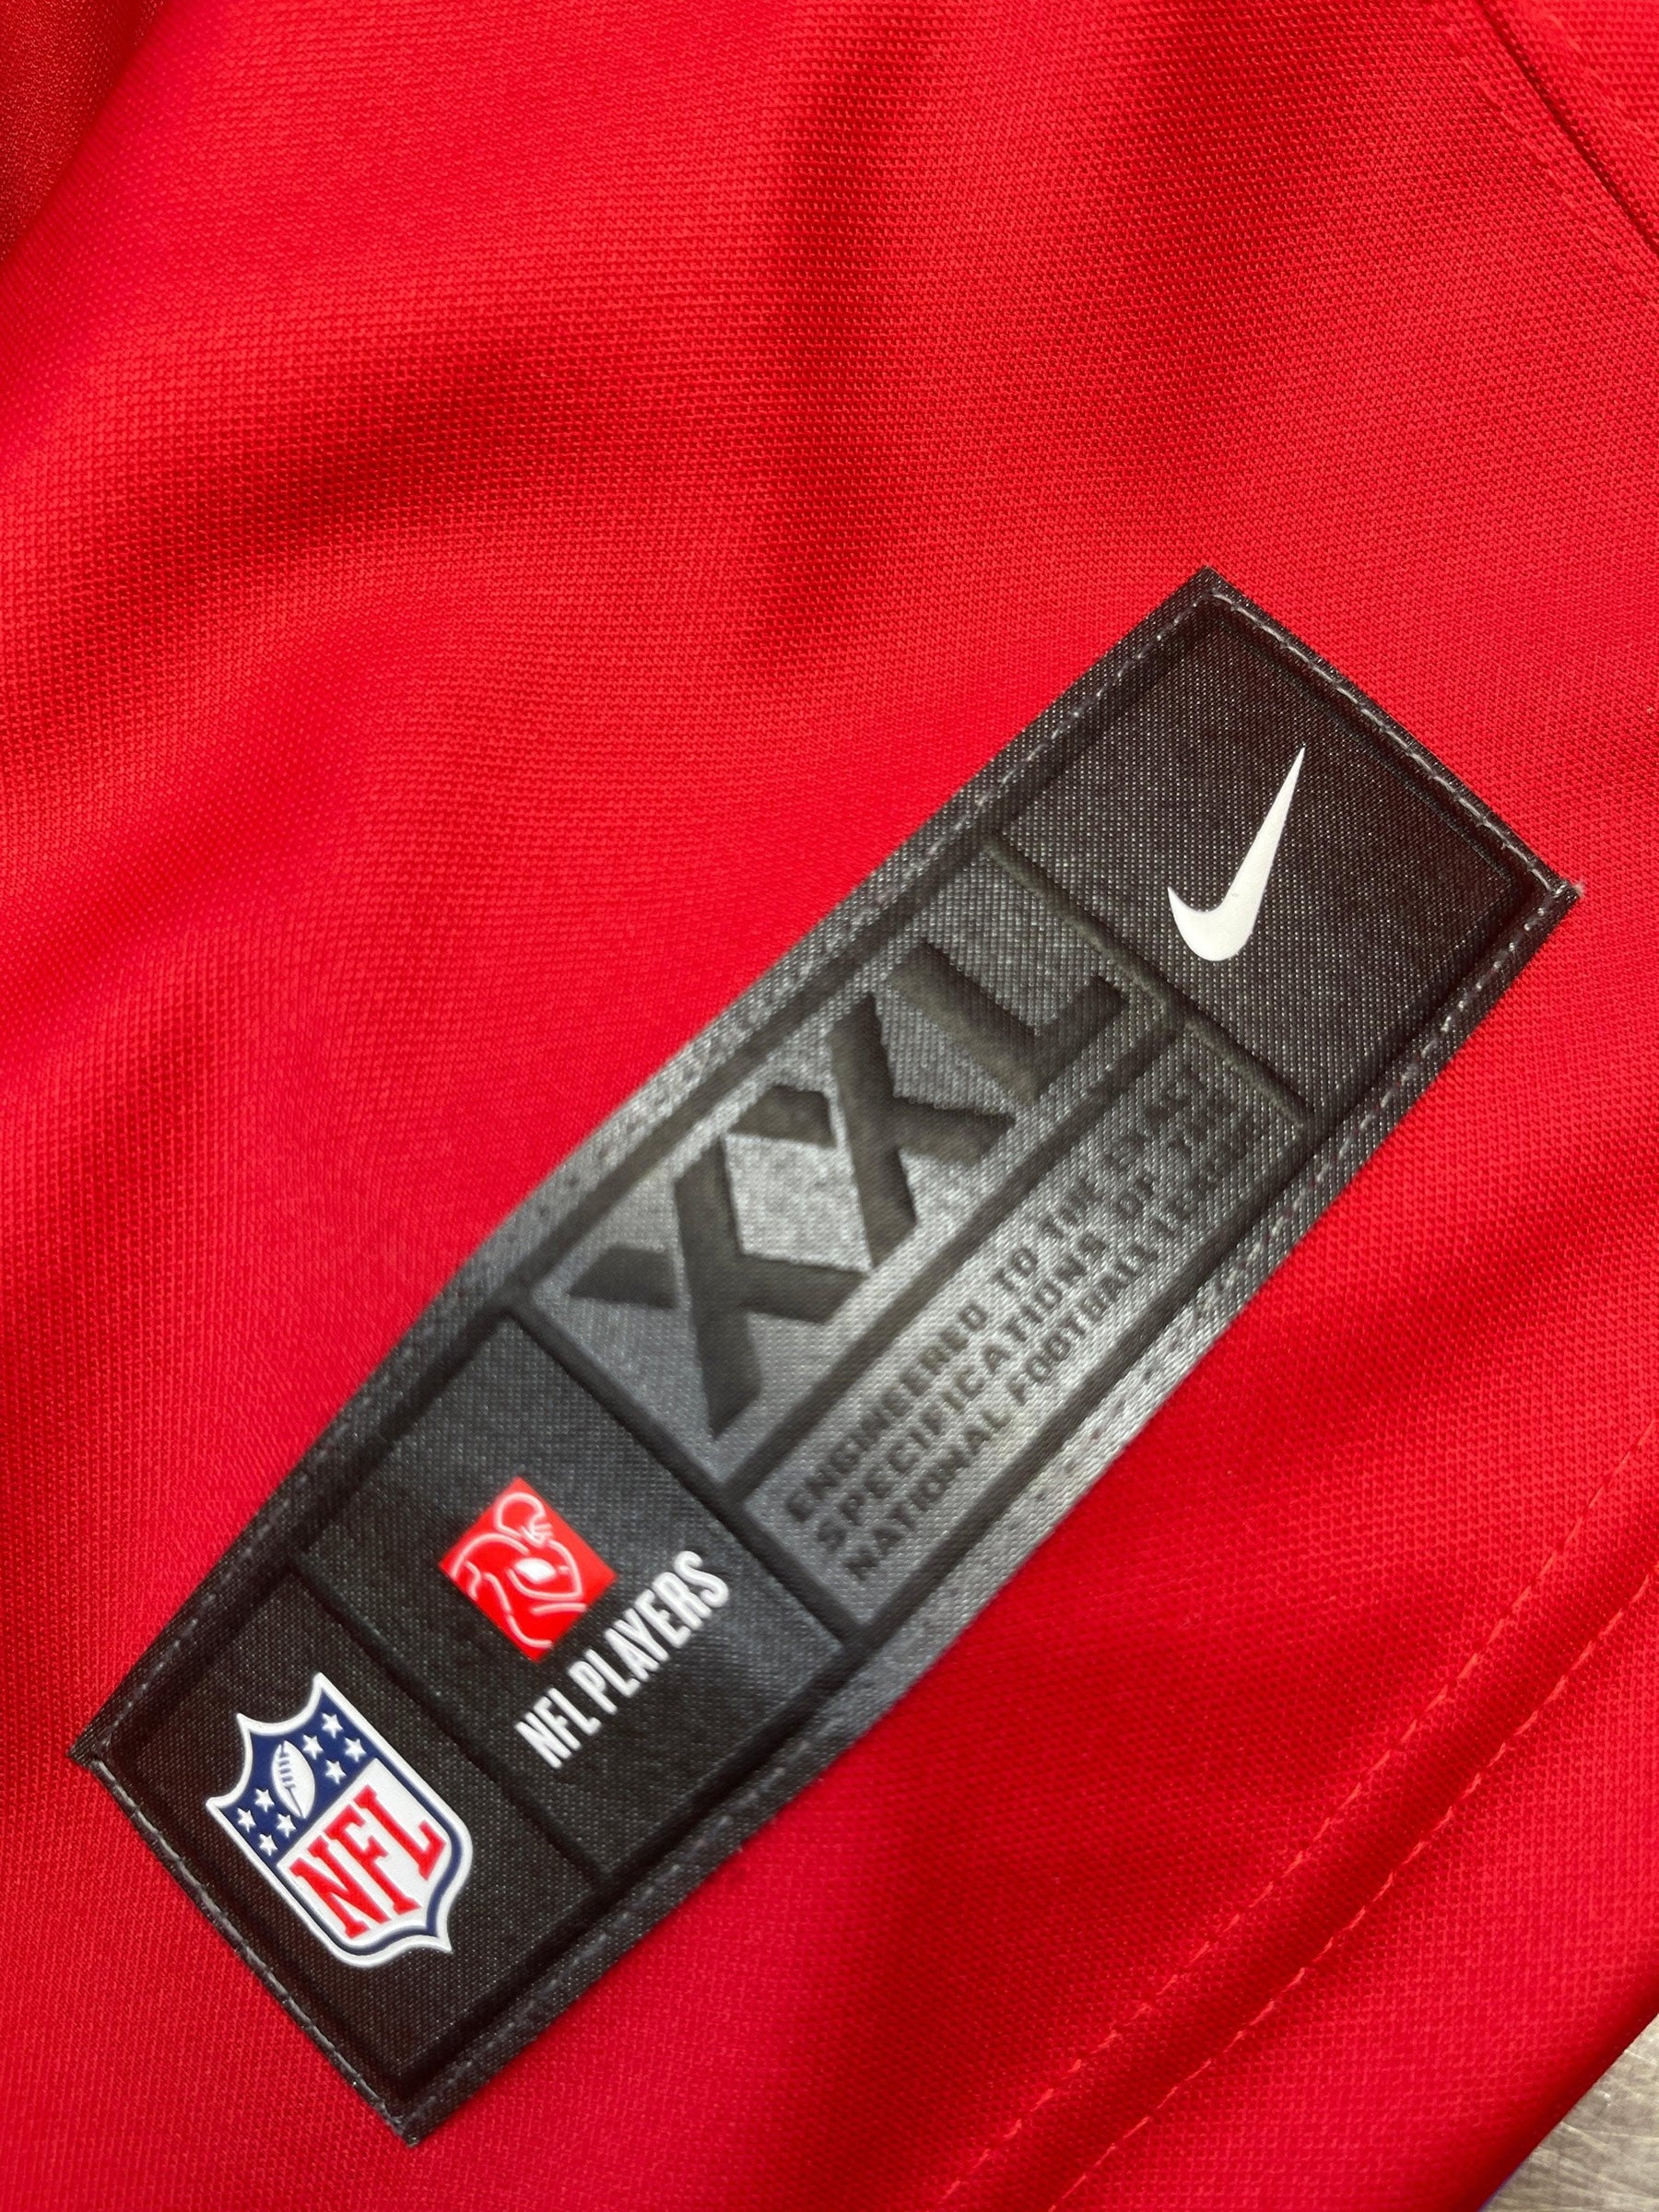 NFL
NFL PLAYERS
XXL
ENGINEERED TO THE EXACT
SPECIFICATIONS OF THE
NATIONAL FOOTBALL LEAGUE